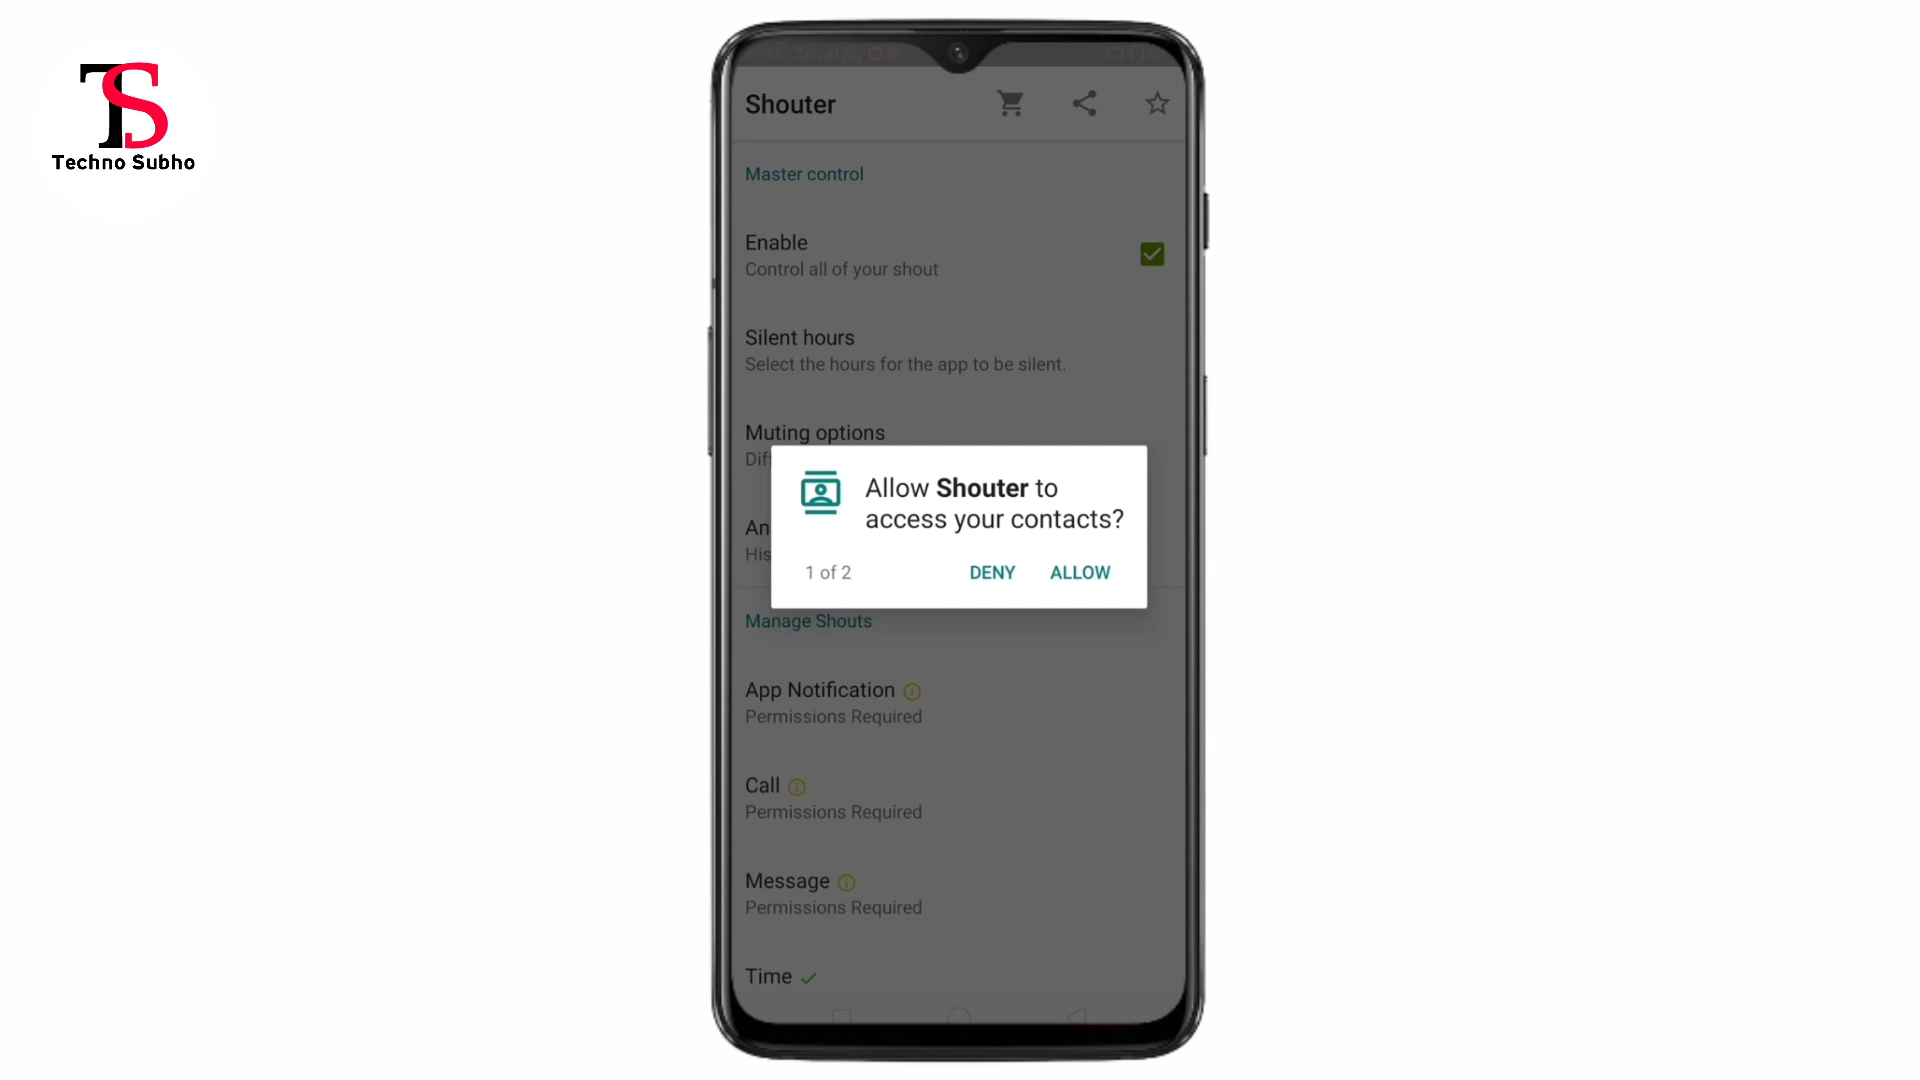 TS
Techno Subho
Shouter
Master control
Enable
Control all of your shout
Silent hours
Select the hours for the app to be silent.
Muting options
Allow Shouter to
access your contacts?
1 of 2
DENY
ALLOW
Manage Shouts
App Notification
Permissions Required
Call
Permissions Required
Message
Permissions Required
Time